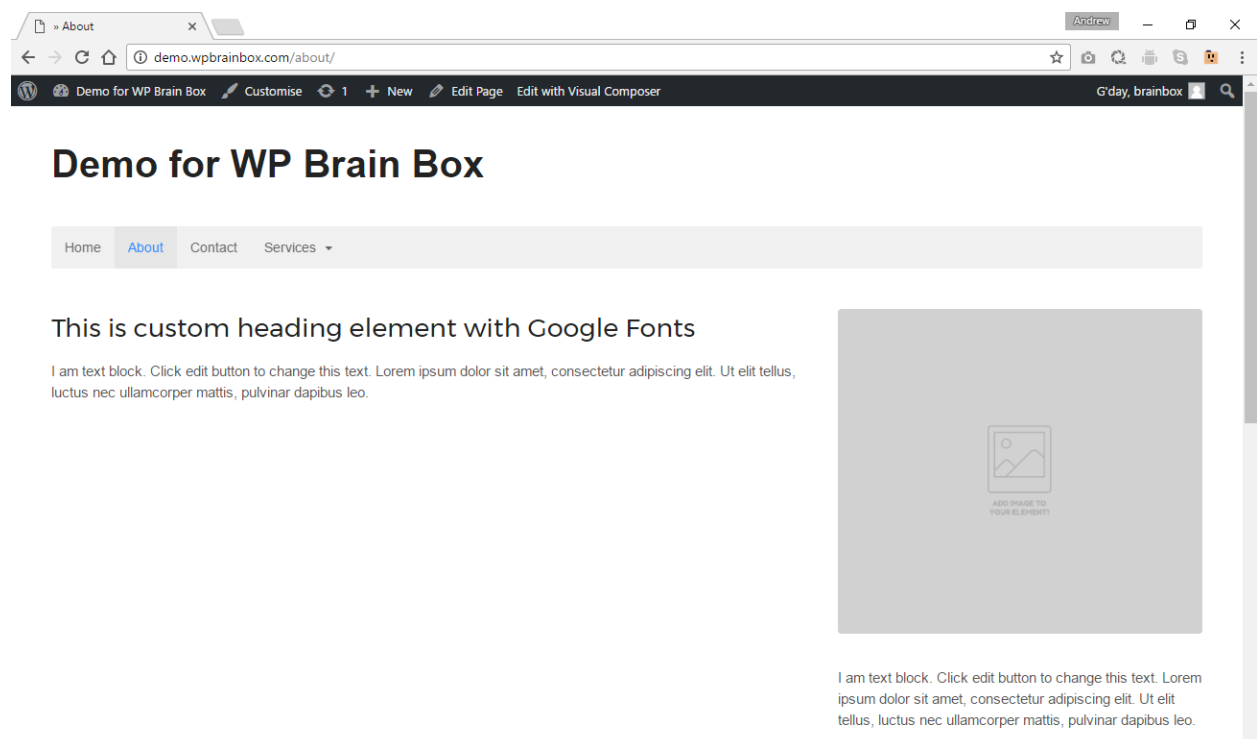 » About
Andrew
demo.wpbrainbox.com/about/
Demo for WP Brain Box Customise 1 New Edit Page Edit with Visual Composer G'day, brainbox
Demo for WP Brain Box
Home About Contact Services
This is custom heading element with Google Fonts
I am text block. Click edit button to change this text. Lorem ipsum dolor sit amet, consectetur adipiscing elit. Ut elit tellus,
luctus nec ullamcorper mattis, pulvinar dapibus leo.
ADD IMAGE TO
YOUR ELEMENT!
I am text block. Click edit button to change this text. Lorem
ipsum dolor sit amet, consectetur adipiscing elit. Ut elit
tellus, luctus nec ullamcorper mattis, pulvinar dapibus leo.